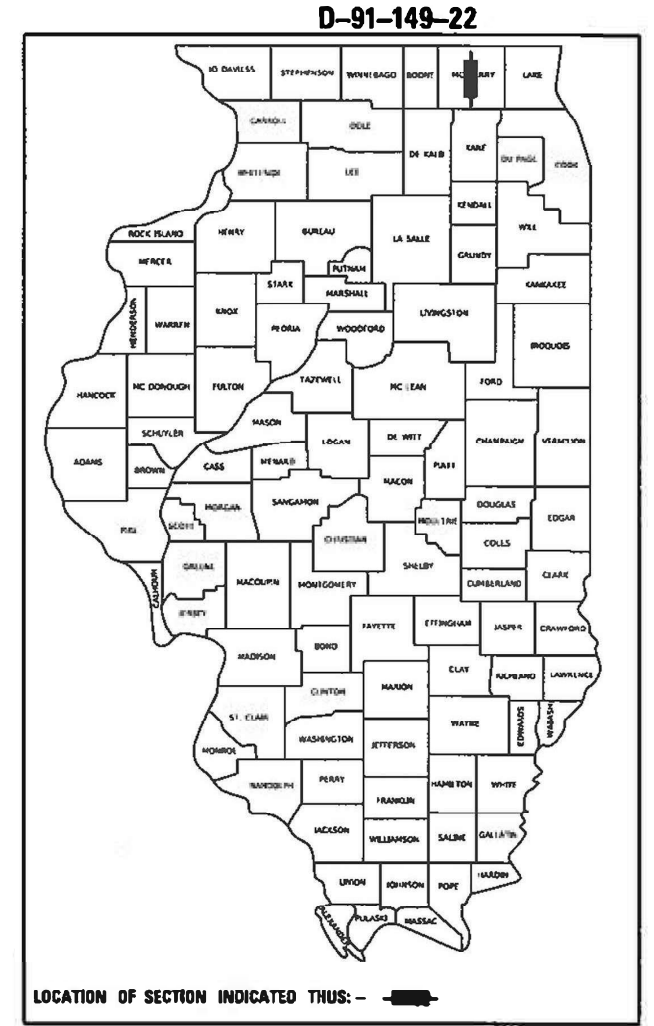 D-91-149-22
JO DAVIESS STEPHENSON WINNEBAGO BOONE LAKE
CARROLL OGLE DE KALB KANE DU PAGE COOK
WHITESIDE LEE
KENDALL WILL
ROCK ISLAND HENRY BUREAU LA SALLE GRUNDY
MERCER PUTNAM KANKAKEE
STARK MARSHALL
HENDERSON WARREN KNOX PEORIA WOODFORD LIVINGSTON IROQUOIS
HANCOCK MC DONOUGH FULTON TAZEWELL MC LEAN FORD
MASON
SCHUYLER LOGAN DE WITT CHAMPAIGN VERMILION
ADAMS BROWN CASS MENARD MACON PIATT
PIKE SCOTT MORGAN SANGAMON MOULTRIE DOUGLAS EDGAR
CHRISTIAN COLES
CALHOUN GREENE MACOUPIN MONTGOMERY SHELBY CUMBERLAND CLARK
JERSEY
MADISON BOND FAYETTE EFFINGHAM JASPER CRAWFORD
CLINTON MARION CLAY RICHLAND LAWRENCE
ST. CLAIR WASHINGTON JEFFERSON WAYNE EDWARDS WABASH
MONROE
RANDOLPH PERRY FRANKLIN HAMILTON WHITE
JACKSON WILLIAMSON SALINE GALLATIN
UNION JOHNSON POPE HARDIN
ALEXANDER PULASKI MASSAC
LOCATION OF SECTION INDICATED THUS: -